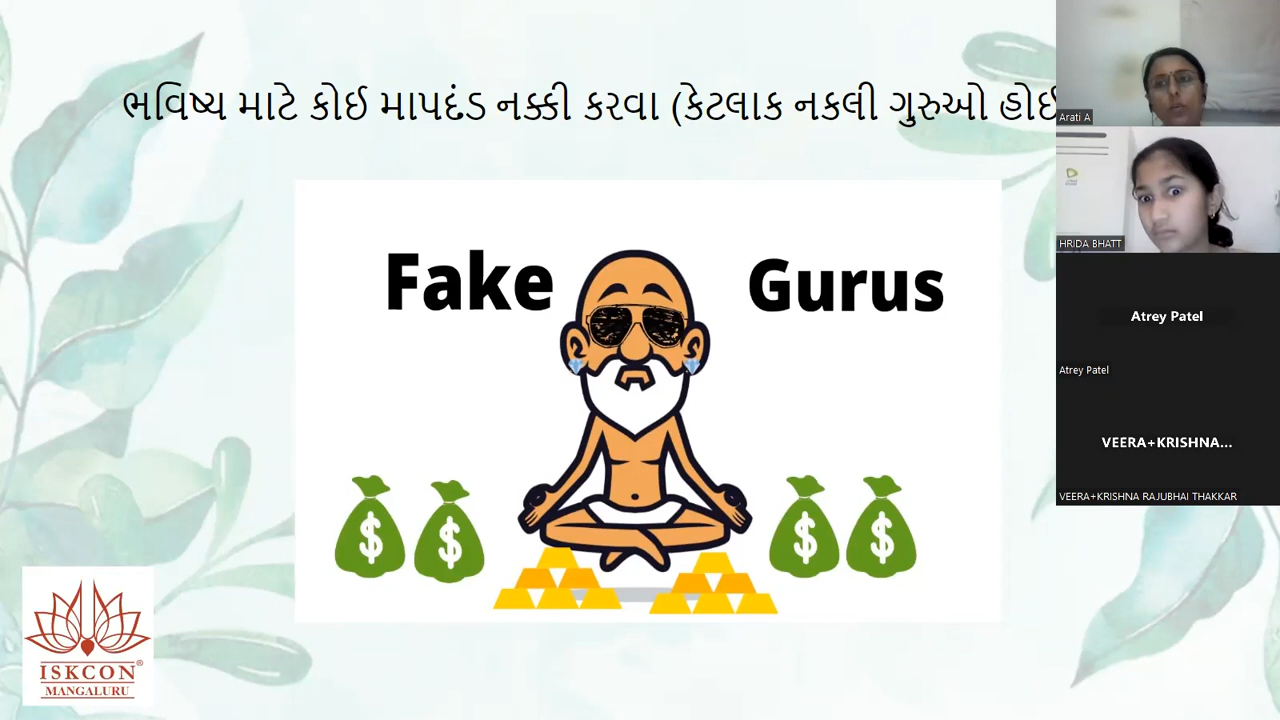 ભવિષ્ય માટે કોઈ માપદંડ નક્કી કરવા (કેટલાક નકલી ગુરુઓ
Fake Gurus
$ $ $ $
ISKCON®
MANGALURU
Arati A
HRIDA BHATT
Atrey Patel
Atrey Patel
VEERA+KRISHNA...
VEERA+KRISHNA RAJUBHAI THAKKAR